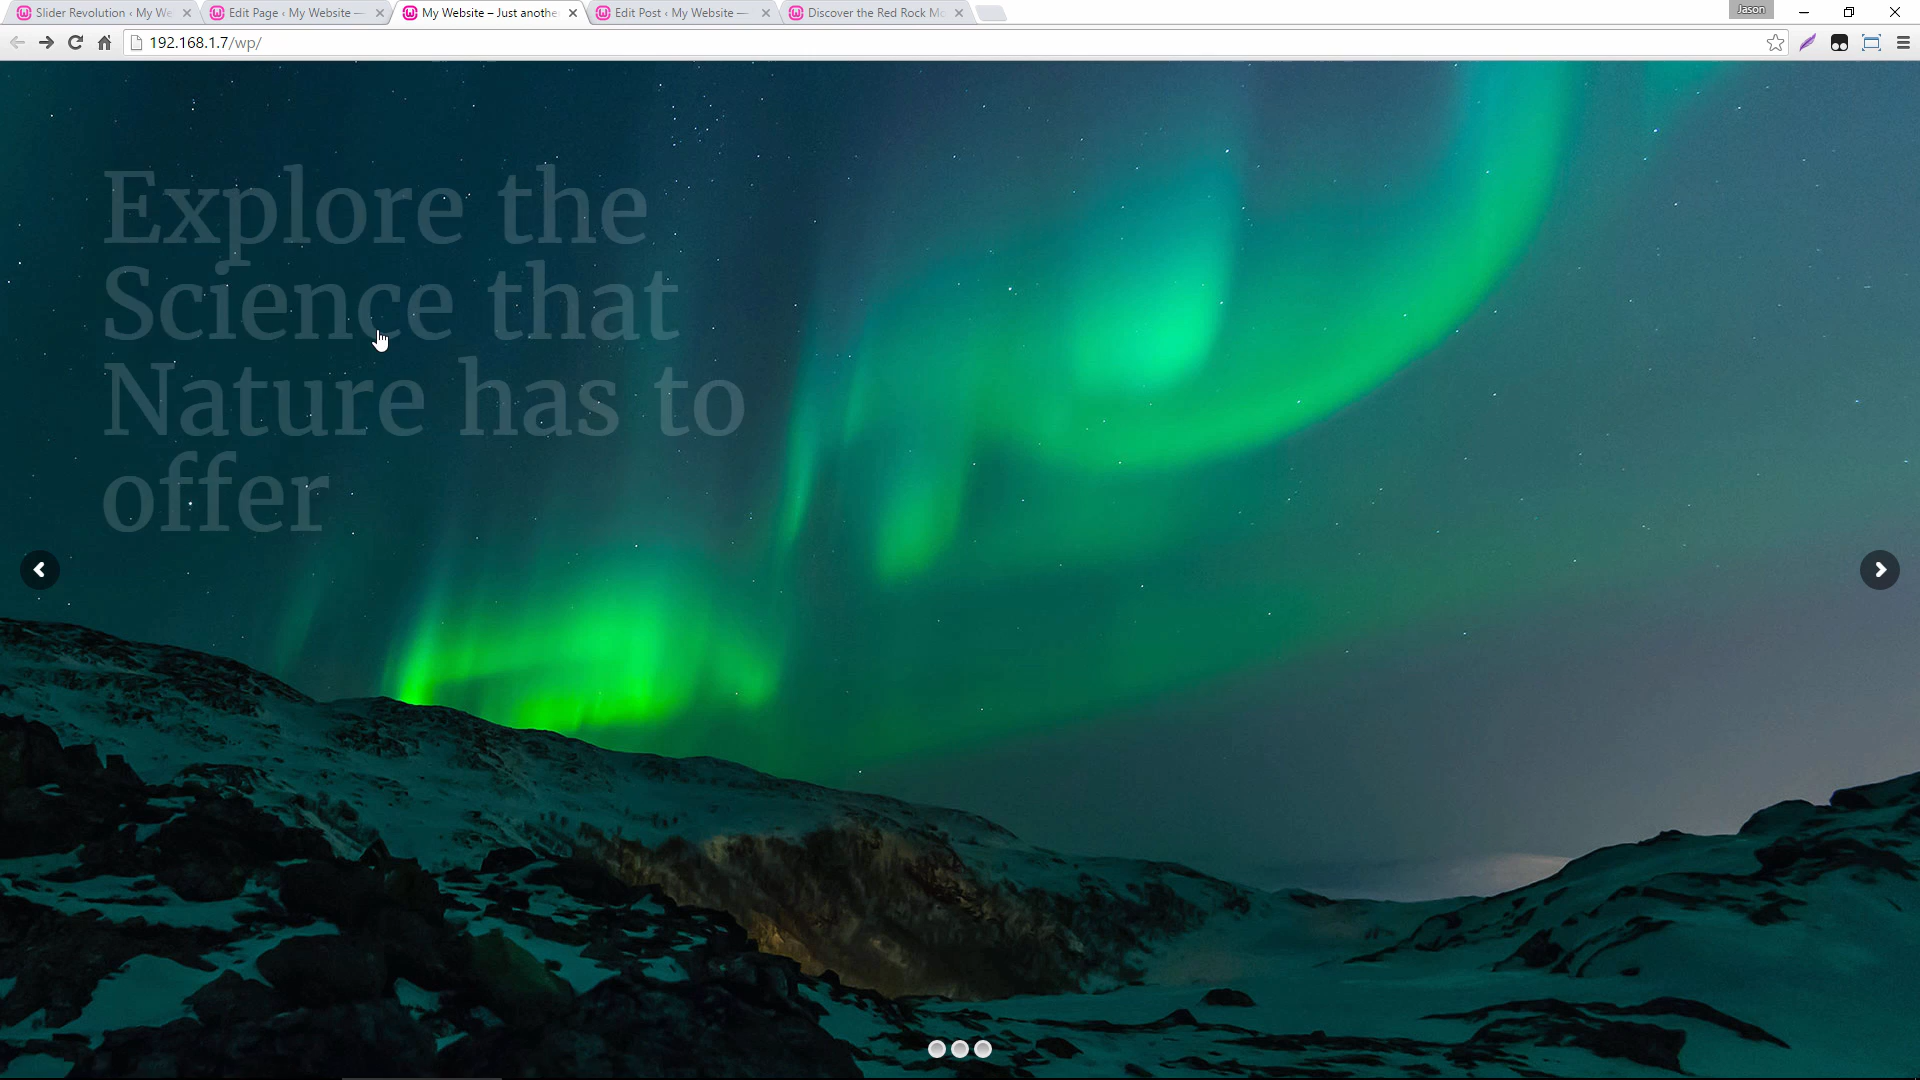 Slider Revolution ‹ My We
Edit Page ‹ My Website —
My Website – Just anothe
Edit Post ‹ My Website —
Discover the Red Rock Mo
Jason
192.168.1.7/wp/
Explore the
Science that
Nature has to
offer